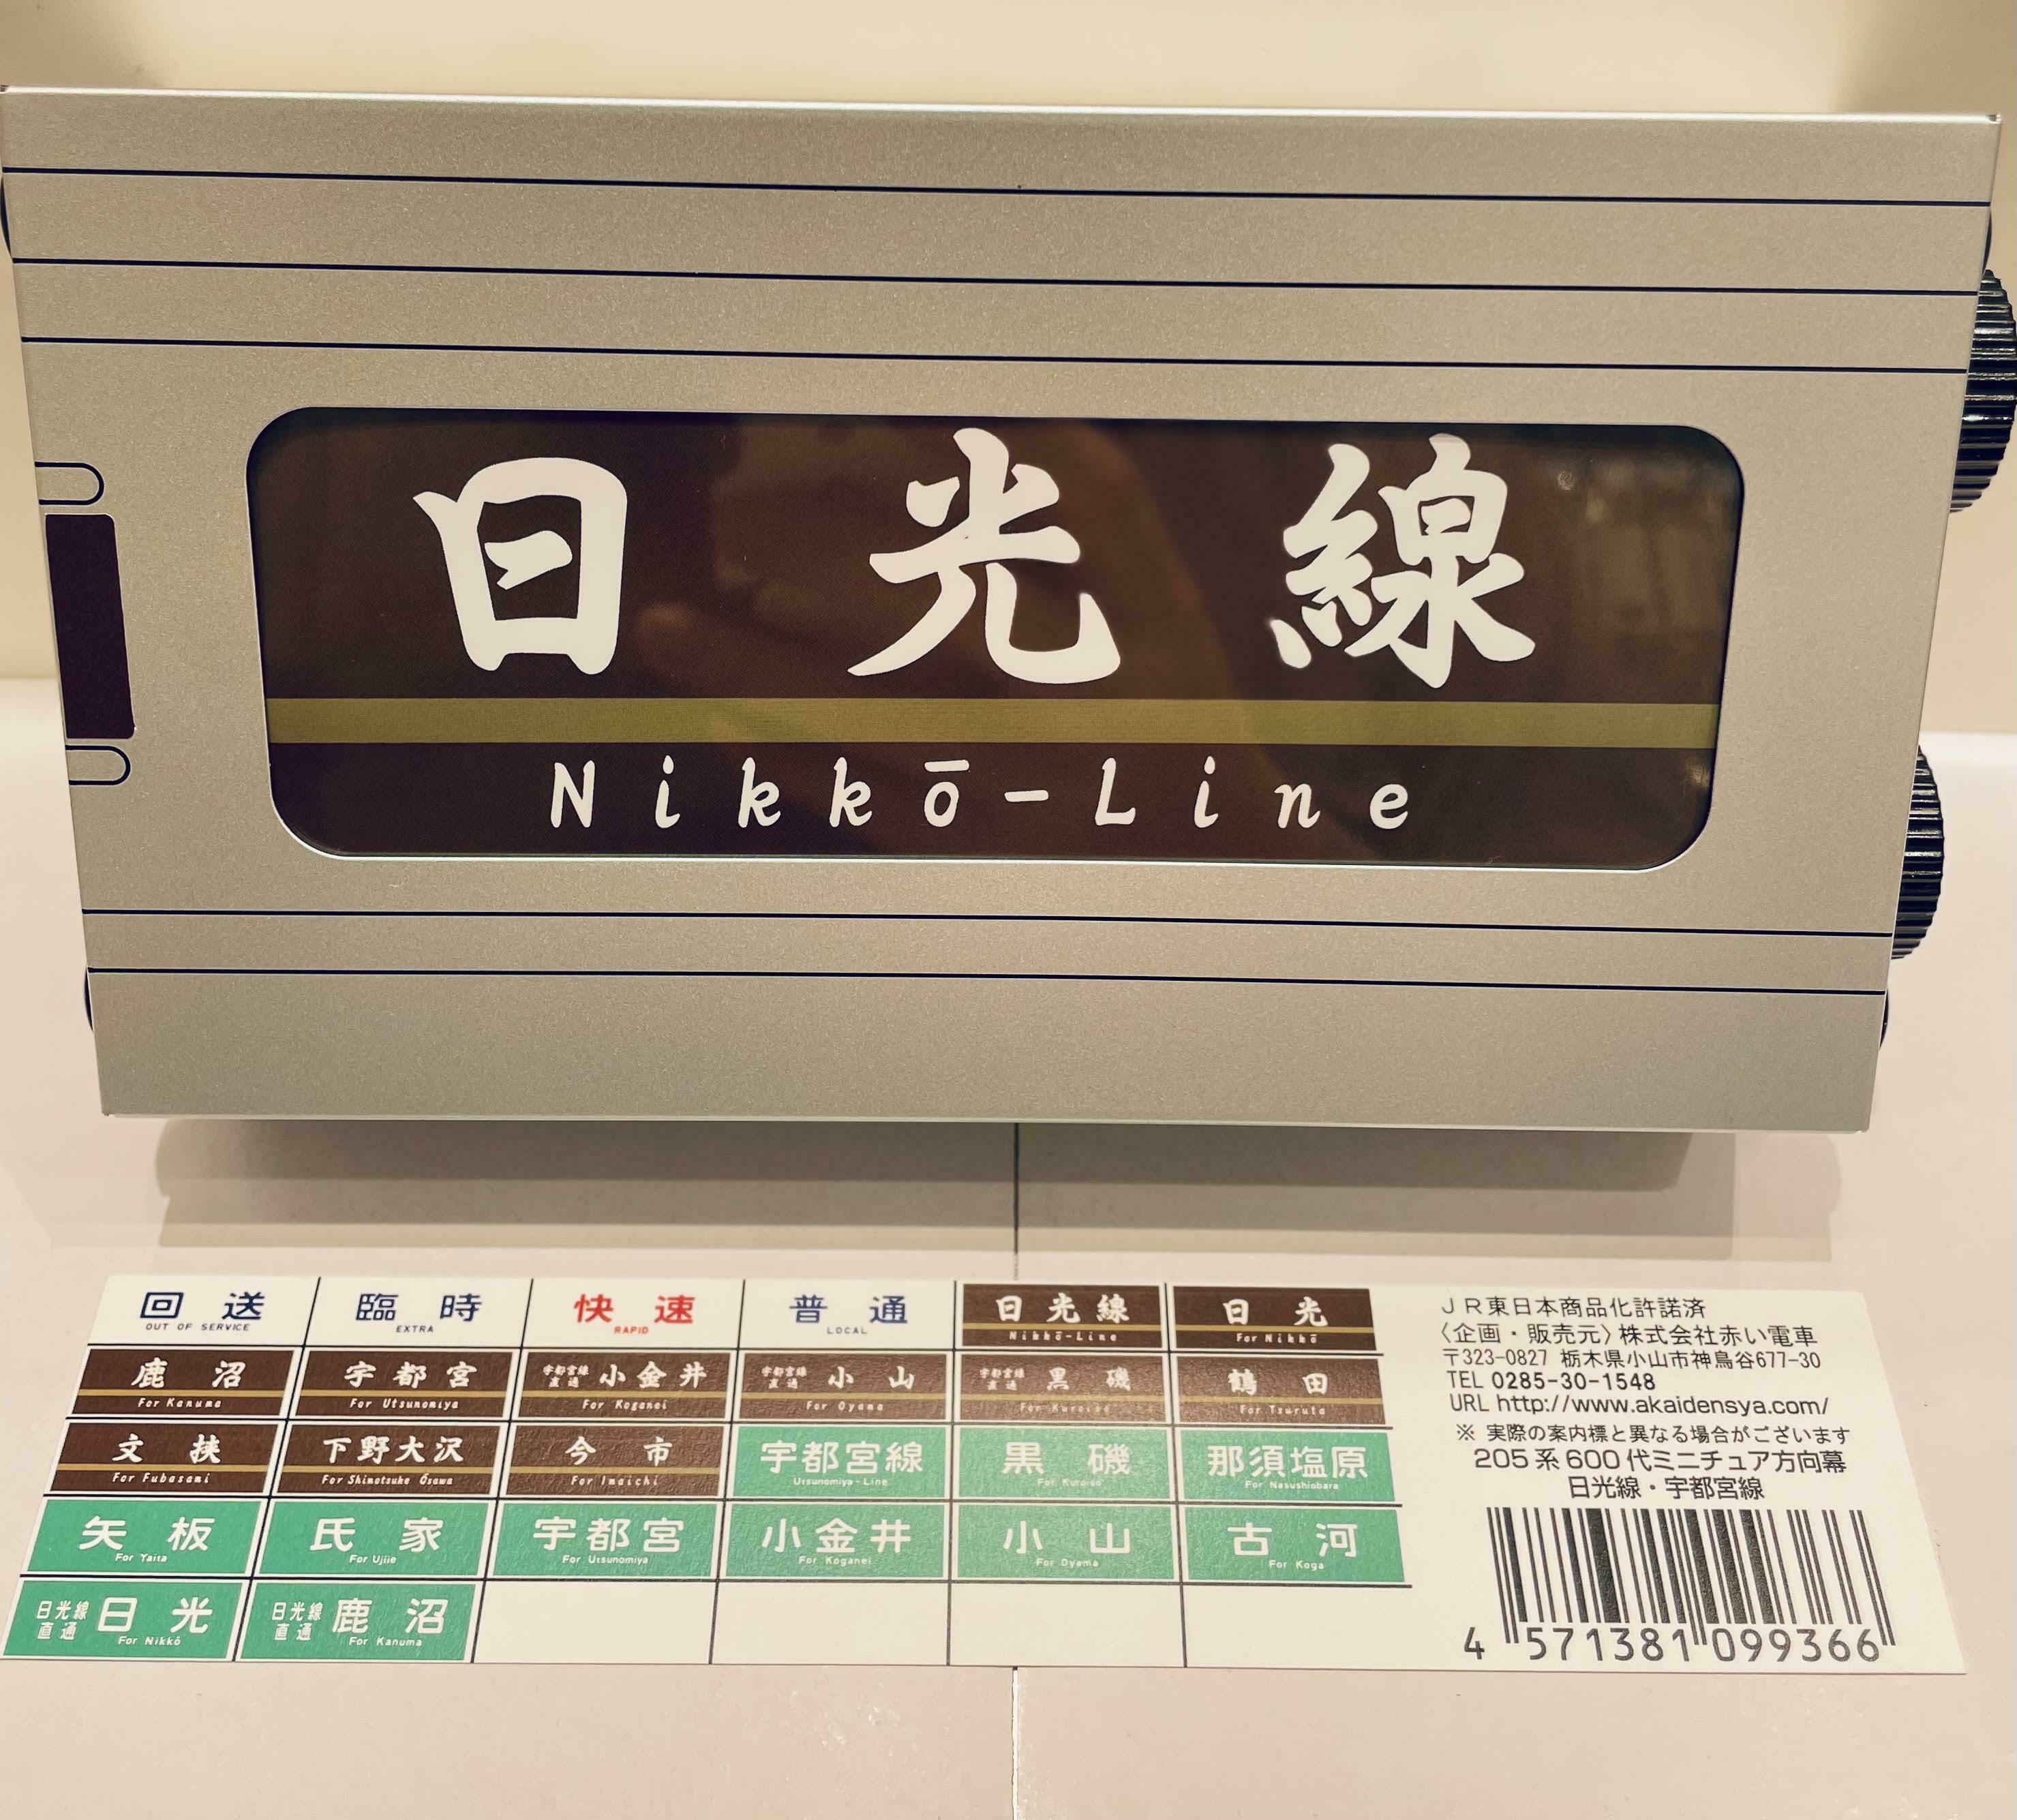 日光線
Nikkō-Line
回送
OUT OF SERVICE
臨時
EXTRA
快速
RAPID
普通
LOCAL
日光線
Nikkō-Line
日光
For Nikkō
鹿沼
For Kanuma
宇都宮
For Utsunomiya
宇都宮線
直通
小金井
For Koganei
宇都宮線
直通
小山
For Oyama
宇都宮線
直通
黒磯
For Kuroiso
鶴田
For Tsuruta
文挟
For Fubasami
下野大沢
For Shimotsuke Ōsawa
今市
For Imaichi
宇都宮線
Utsunomiya-Line
黒磯
For Kuroiso
那須塩原
For Nasushiobara
矢板
For Yaita
氏家
For Ujiie
宇都宮
For Utsunomiya
小金井
For Koganei
小山
For Oyama
古河
For Koga
日光線
直通
日光
For Nikkō
日光線
直通
鹿沼
For Kanuma
JR東日本商品化許諾済
〈企画・販売元〉株式会社赤い電車
〒323-0827 栃木県小山市神鳥谷677-30
TEL 0285-30-1548
URL http://www.akaidensya.com/
※ 実際の案内標と異なる場合がございます
205系600代ミニチュア方向幕
日光線・宇都宮線
4 571381 099366